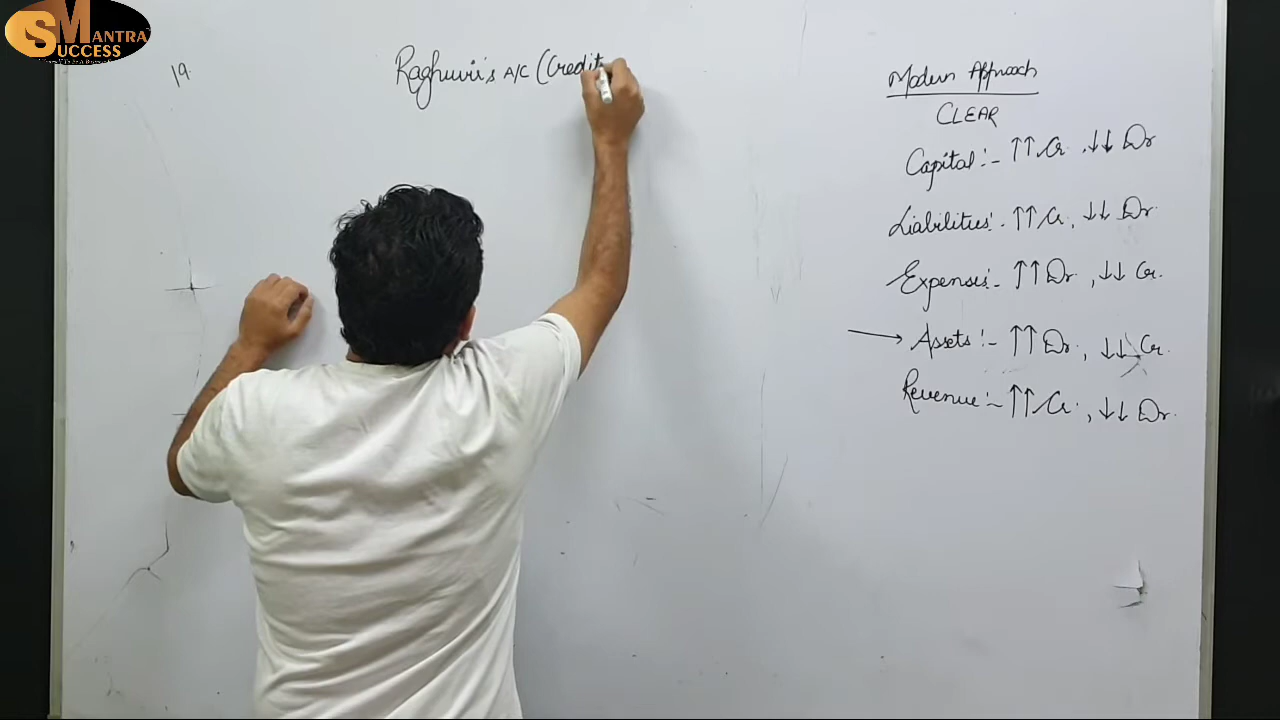 MANTRA
SUCCESS
19.
Raghuvir's A/C (Credit
Modern Approach
CLEAR
Capital :- ↑↑ Cr , ↓↓ Dr
Liabilities :- ↑↑ Cr , ↓↓ Dr
Expenses :- ↑↑ Dr , ↓↓ Cr.
→ Assets :- ↑↑ Dr , ↓↓ Cr.
Revenue :- ↑↑ Cr. , ↓↓ Dr.